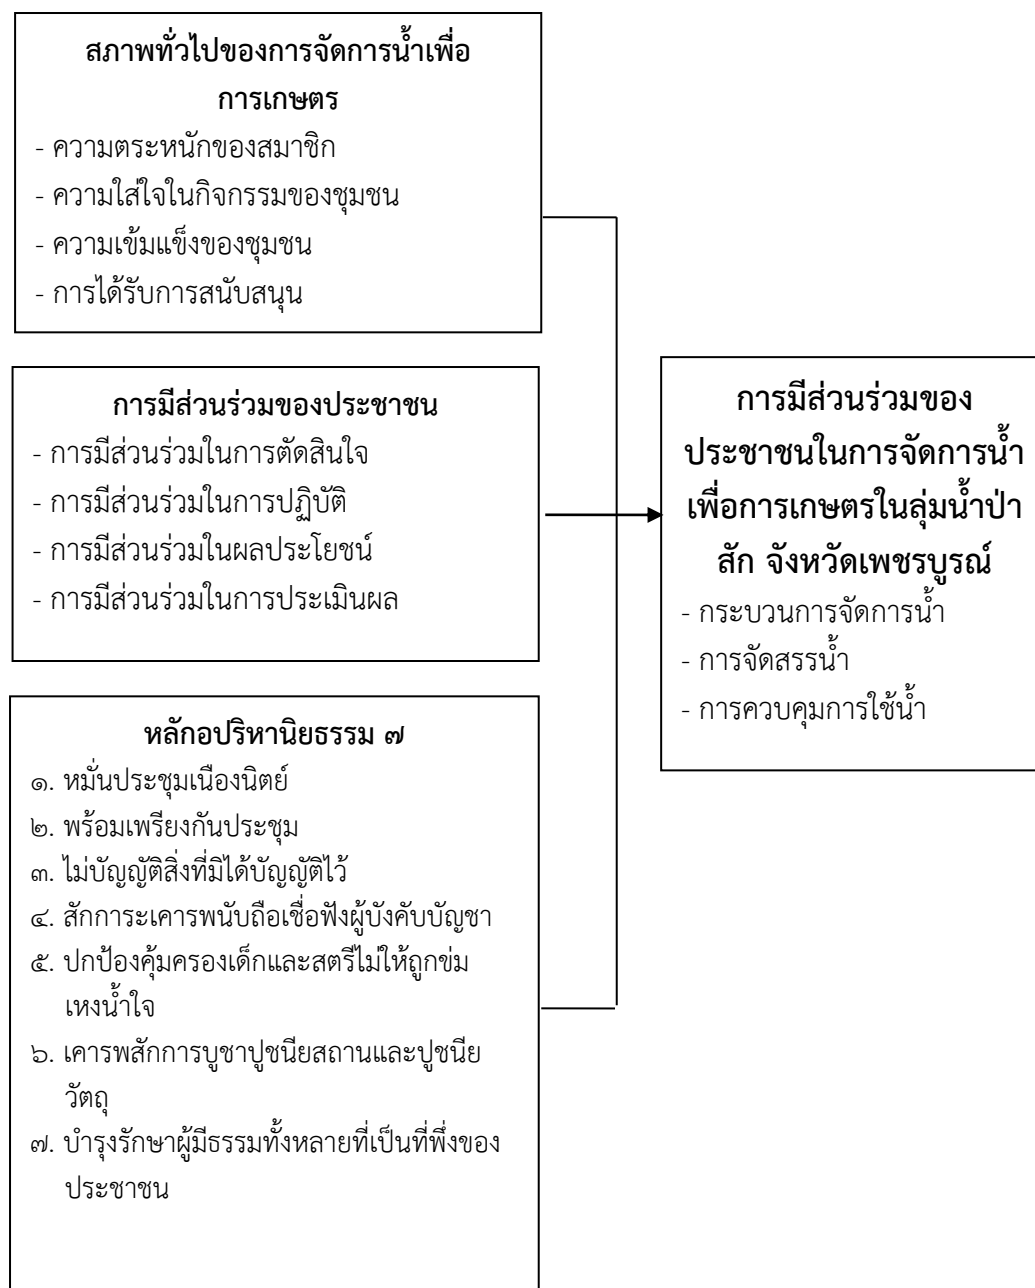 สภาพทั่วไปของการจัดการน้ำเพื่อ
การเกษตร
- ความตระหนักของสมาชิก
- ความใส่ใจในกิจกรรมของชุมชน
- ความเข้มแข็งของชุมชน
- การได้รับการสนับสนุน
การมีส่วนร่วมของประชาชน
- การมีส่วนร่วมในการตัดสินใจ
- การมีส่วนร่วมในการปฏิบัติ
- การมีส่วนร่วมในผลประโยชน์
- การมีส่วนร่วมในการประเมินผล
หลักอปริหานิยธรรม ๗
๑. หมั่นประชุมเนืองนิตย์
๒. พร้อมเพรียงกันประชุม
๓. ไม่บัญญัติสิ่งที่มิได้บัญญัติไว้
๔. สักการะเคารพนับถือเชื่อฟังผู้บังคับบัญชา
๕. ปกป้องคุ้มครองเด็กและสตรีไม่ให้ถูกข่ม
เหงน้ำใจ
๖. เคารพสักการบูชาปูชนียสถานและปูชนีย
วัตถุ
๗. บำรุงรักษาผู้มีธรรมทั้งหลายที่เป็นที่พึ่งของ
ประชาชน
การมีส่วนร่วมของ
ประชาชนในการจัดการน้ำ
เพื่อการเกษตรในลุ่มน้ำป่า
สัก จังหวัดเพชรบูรณ์
- กระบวนการจัดการน้ำ
- การจัดสรรน้ำ
- การควบคุมการใช้น้ำ